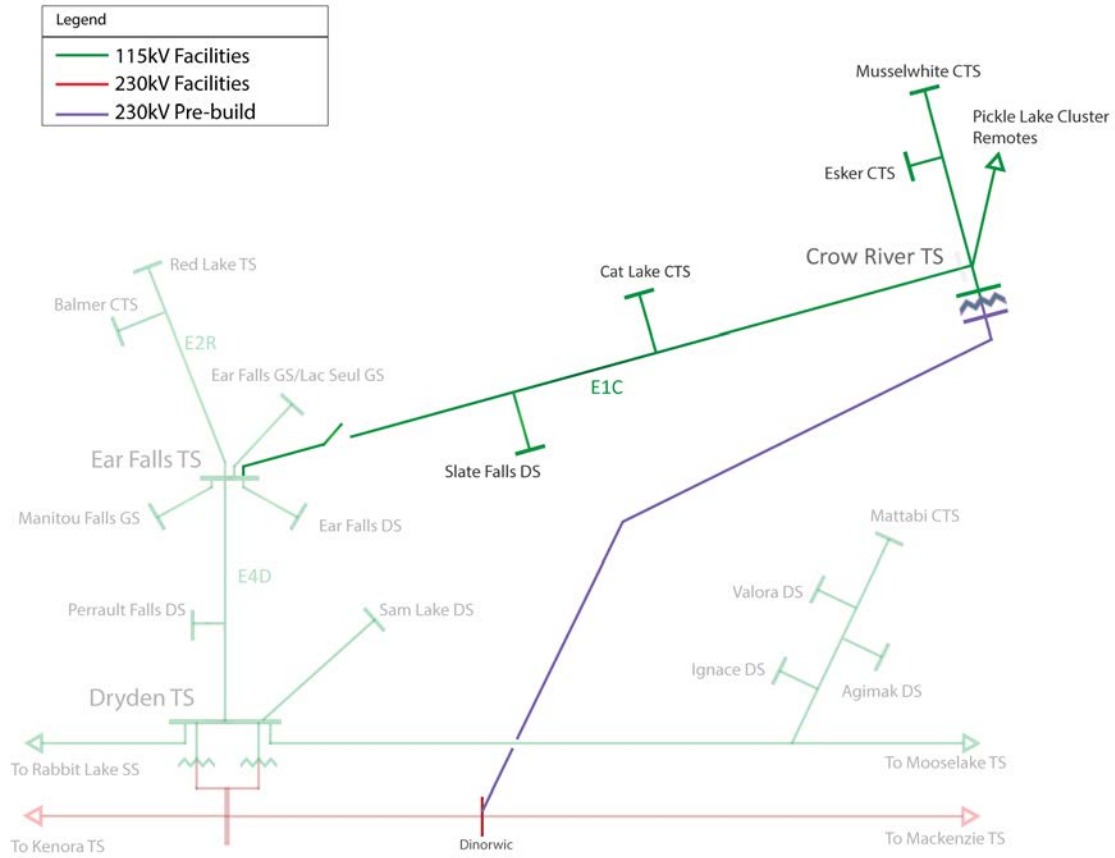 Legend
115kV Facilities
230kV Facilities
230kV Pre-build
Musselwhite CTS
Pickle Lake Cluster
Remotes
Esker CTS
Crow River TS
Red Lake TS
Cat Lake CTS
Balmer CTS
E2R
Ear Falls GS/Lac Seul GS
E1C
Ear Falls TS
Slate Falls DS
Manitou Falls GS
Ear Falls DS
Mattabi CTS
E4D
Valora DS
Perrault Falls DS
Sam Lake DS
Ignace DS
Agimak DS
Dryden TS
To Rabbit Lake SS
To Mooselake TS
To Kenora TS
Dinorwic
To Mackenzie TS